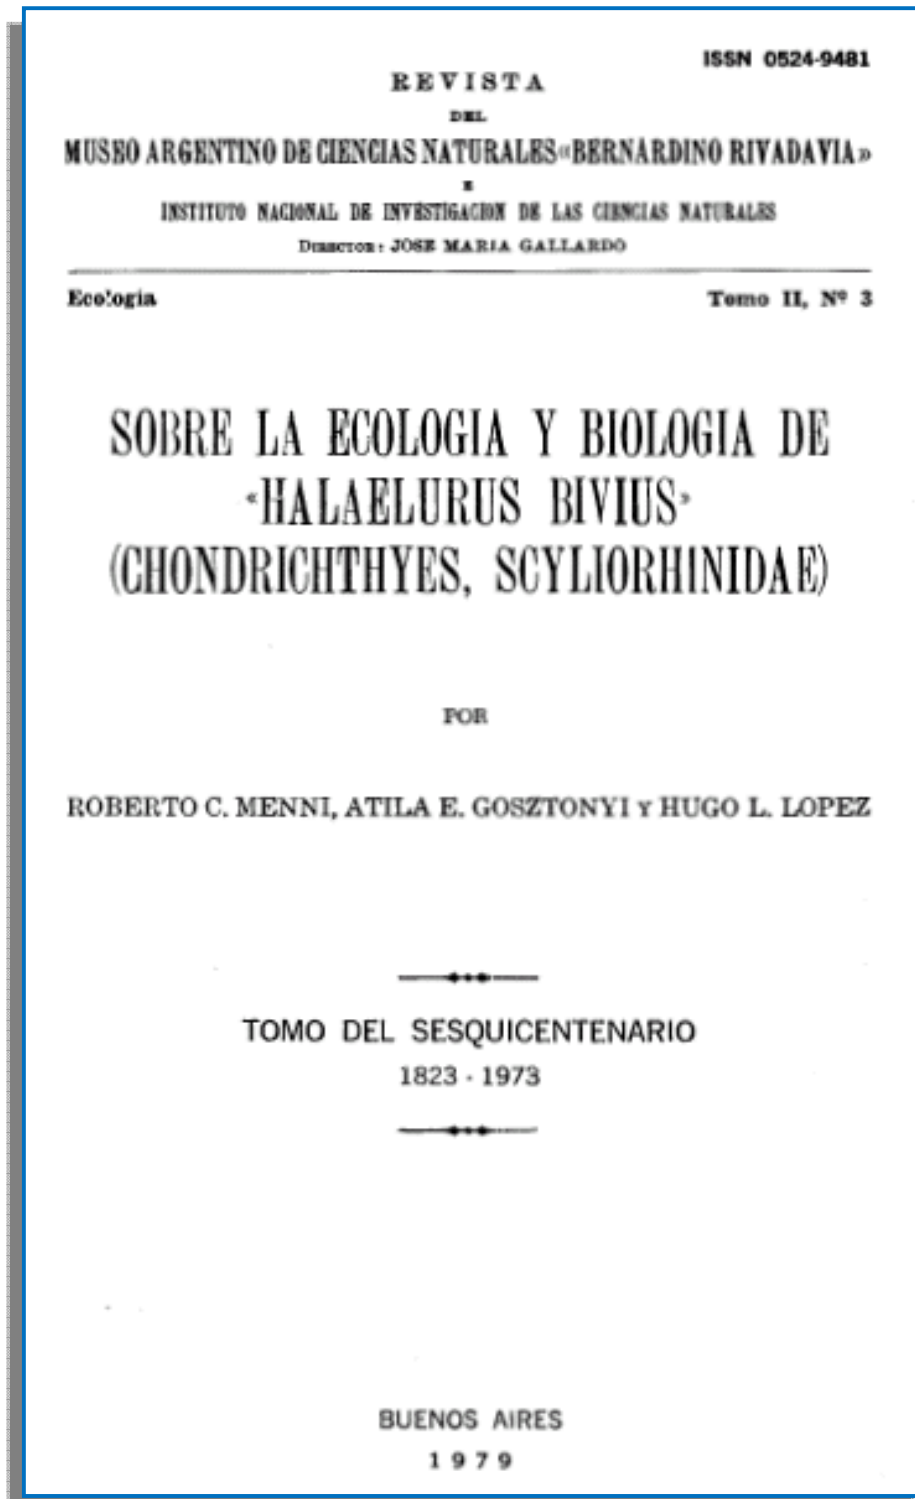 ISSN 0524-9481
REVISTA
DEL
MUSEO ARGENTINO DE CIENCIAS NATURALES «BERNARDINO RIVADAVIA»
E
INSTITUTO NACIONAL DE INVESTIGACION DE LAS CIENCIAS NATURALES
DIRECTOR: JOSE MARIA GALLARDO
Ecología Tomo II, Nº 3
SOBRE LA ECOLOGIA Y BIOLOGIA DE
«HALAELURUS BIVIUS»
(CHONDRICHTHYES, SCYLIORHINIDAE)
POR
ROBERTO C. MENNI, ATILA E. GOSZTONYI Y HUGO L. LOPEZ
TOMO DEL SESQUICENTENARIO
1823 - 1973
BUENOS AIRES
1979